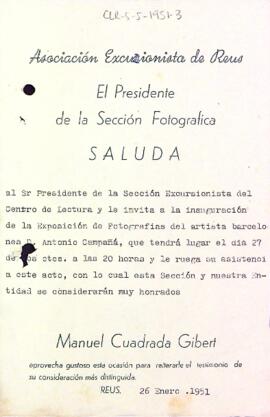 CLR-5-5-1951-3
Asociación Excursionista de Reus
El Presidente
de la Sección Fotografica
SALUDA
al Sr Presidente de la Sección Excursionista del
Centro de Lectura y le invita a la inauguración
de la Exposición de Fotografias del artista barcelo
nes D. Antonio Campañá, que tendrá lugar el dia 27
de los ctes. a las 20 horas y le ruega su asistenci
a este acto, con lo cual esta Sección y nuestra En-
tidad se considerarán muy honrados
Manuel Cuadrada Gibert
aprovecha gustoso esta ocasión para reiterarle el testimonio de
su consideración más distinguida.
REUS, 26 Enero .1951